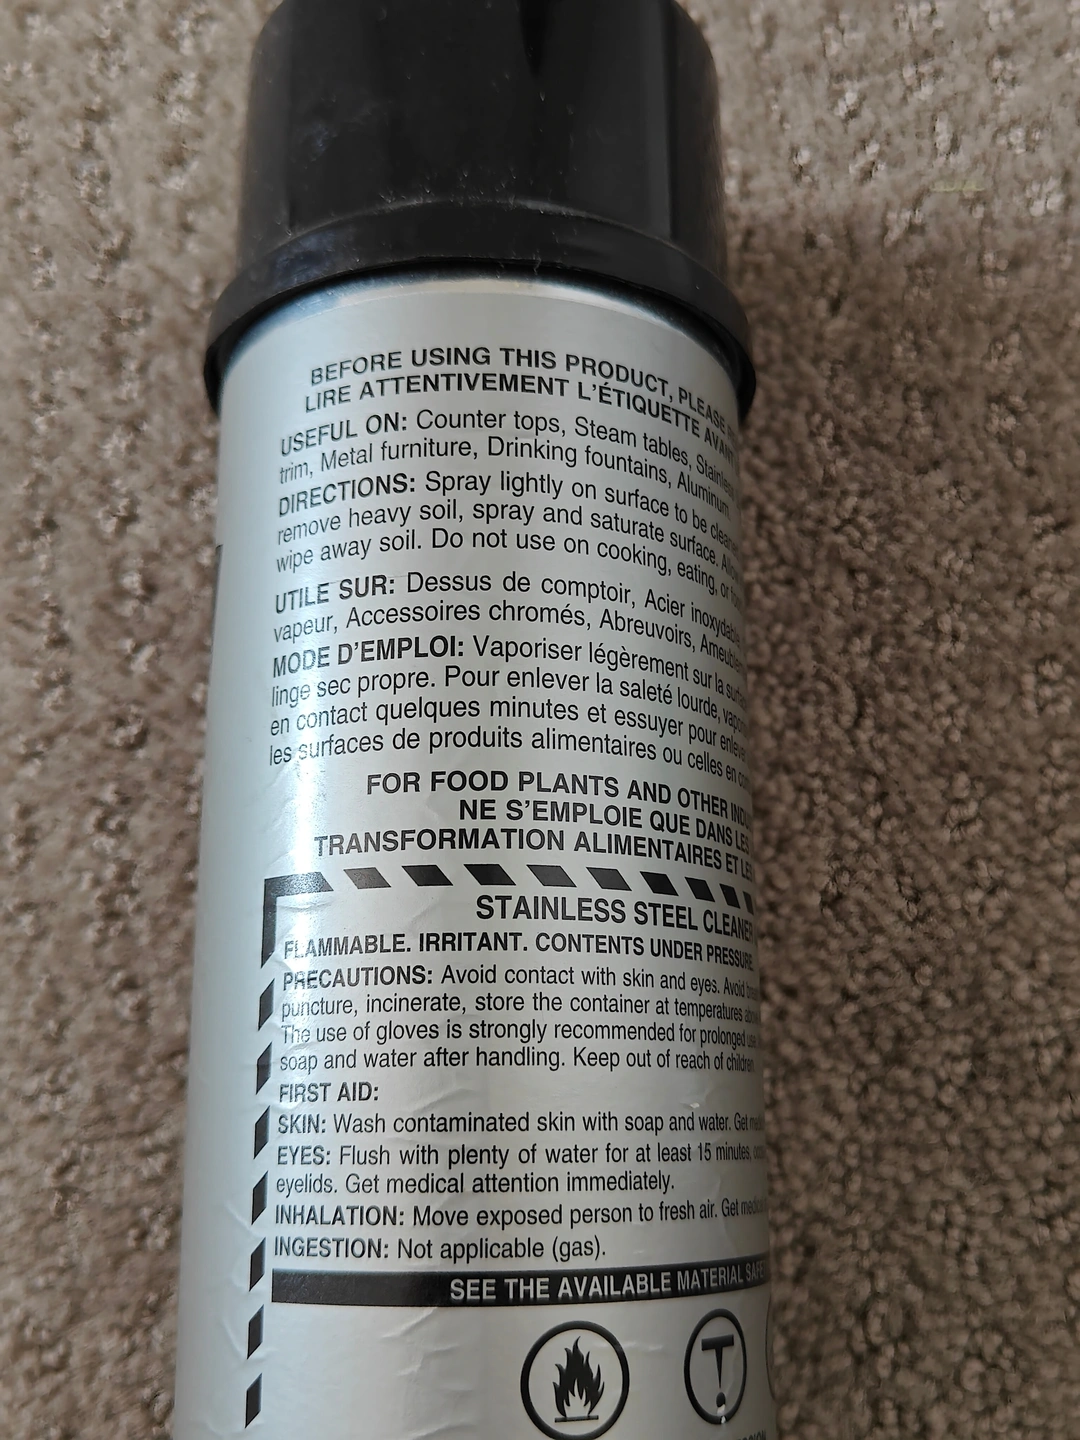 BEFORE USING THIS PRODUCT, PLEASE
LIRE ATTENTIVEMENT L'ÉTIQUETTE AVANT
USEFUL ON: Counter tops, Steam tables, Stainless
trim, Metal furniture, Drinking fountains, Aluminum
DIRECTIONS: Spray lightly on surface to be
remove heavy soil, spray and saturate surface.
wipe away soil. Do not use on cooking, eating, or
UTILE SUR: Dessus de comptoir, Acier
vapeur, Accessoires chromés, Abreuvoirs,
MODE D'EMPLOI: Vaporiser légèrement sur la
linge sec propre. Pour enlever la saleté lourde,
en contact quelques minutes et essuyer pour
les surfaces de produits alimentaires ou celles en
FOR FOOD PLANTS AND OTHER
NE S'EMPLOIE QUE DANS LES
TRANSFORMATION ALIMENTAIRES ET
STAINLESS STEEL CLEANER
FLAMMABLE. IRRITANT. CONTENTS UNDER PRESSURE
PRECAUTIONS: Avoid contact with skin and eyes. Avoid
puncture, incinerate, store the container at temperatures
The use of gloves is strongly recommended for prolonged
soap and water after handling. Keep out of reach of children
FIRST AID:
SKIN: Wash contaminated skin with soap and water. Get
EYES: Flush with plenty of water for at least 15 minutes,
eyelids. Get medical attention immediately.
INHALATION: Move exposed person to fresh air. Get
INGESTION: Not applicable (gas).
SEE THE AVAILABLE MATERIAL